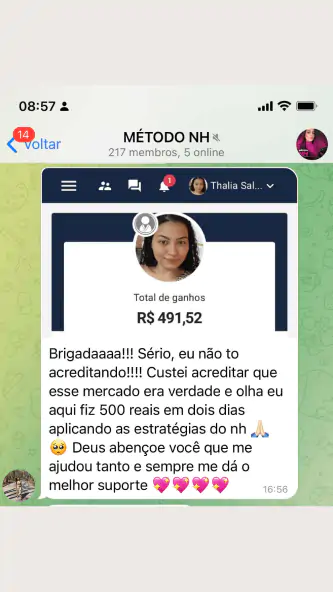 08:57
14
Voltar
MÉTODO NH
217 membros, 5 online
1
Thalia Sal...
Total de ganhos
R$ 491,52
Brigadaaaa!!! Sério, eu não to
acreditando!!!! Custei acreditar que
esse mercado era verdade e olha eu
aqui fiz 500 reais em dois dias
aplicando as estratégias do nh 🙏🏻
🥺 Deus abençoe você que me
ajudou tanto e sempre me dá o
melhor suporte 💖💖💖💖
16:56